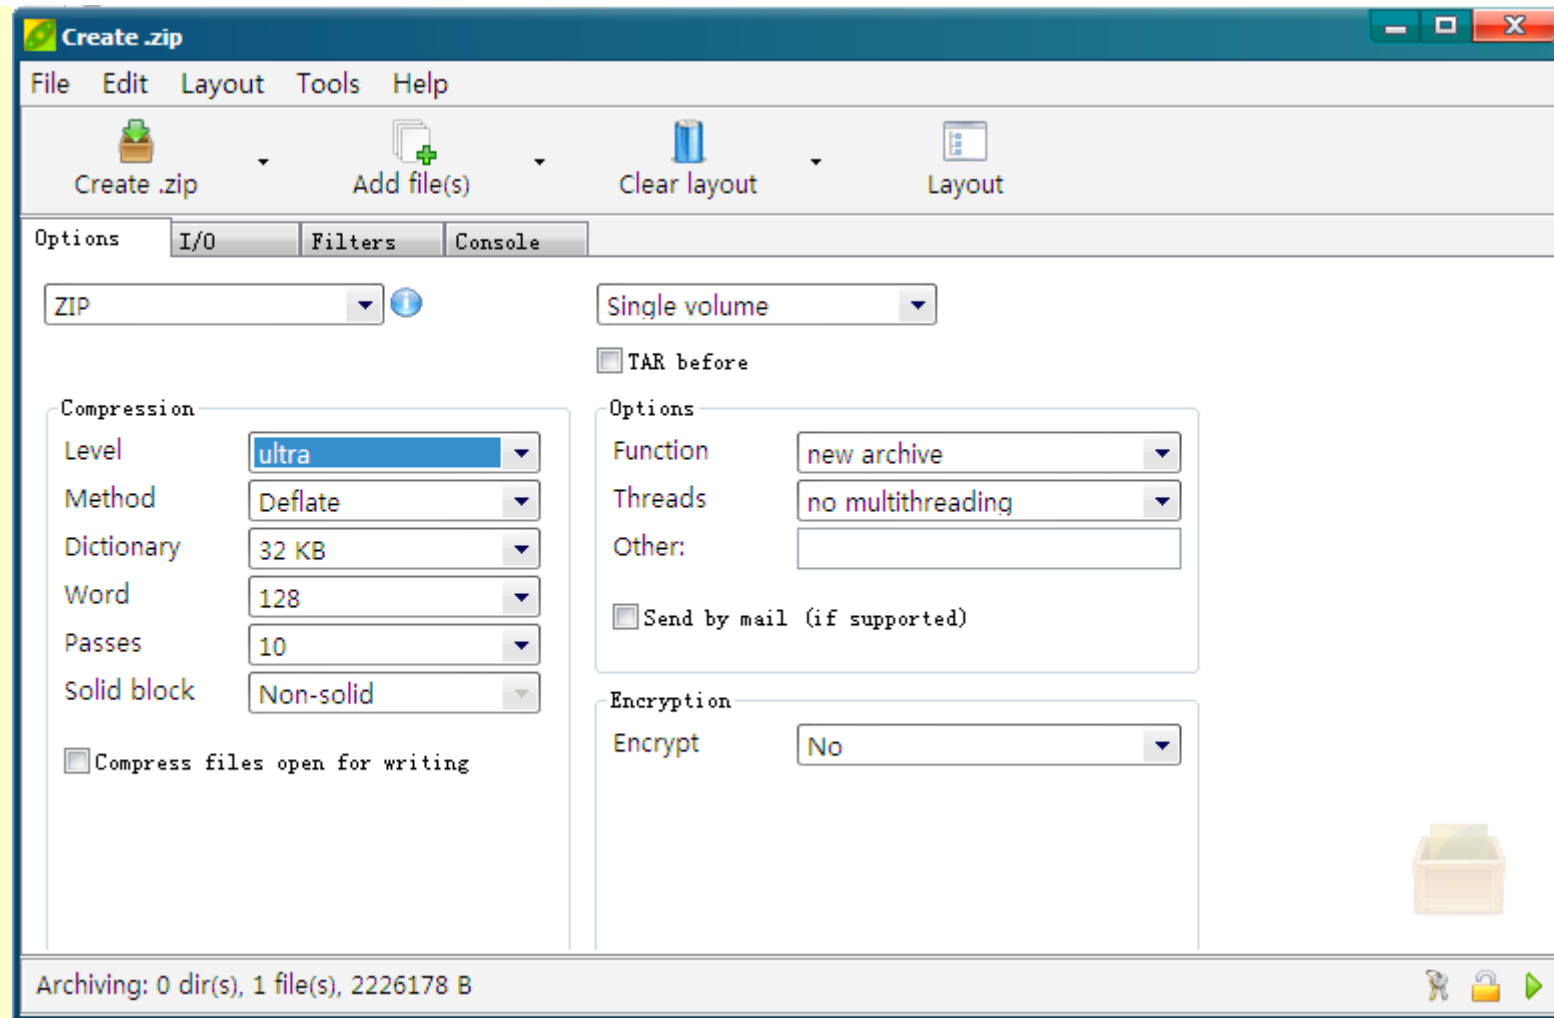 Create .zip
File Edit Layout Tools Help
Create .zip Add file(s) Clear layout Layout
Options I/O Filters Console
ZIP Single volume
TAR before
Compression Options
Level ultra Function new archive
Method Deflate Threads no multithreading
Dictionary 32 KB Other:
Word 128
Send by mail (if supported)
Passes 10
Solid block Non-solid
Encryption
Encrypt No
Compress files open for writing
Archiving: 0 dir(s), 1 file(s), 2226178 B